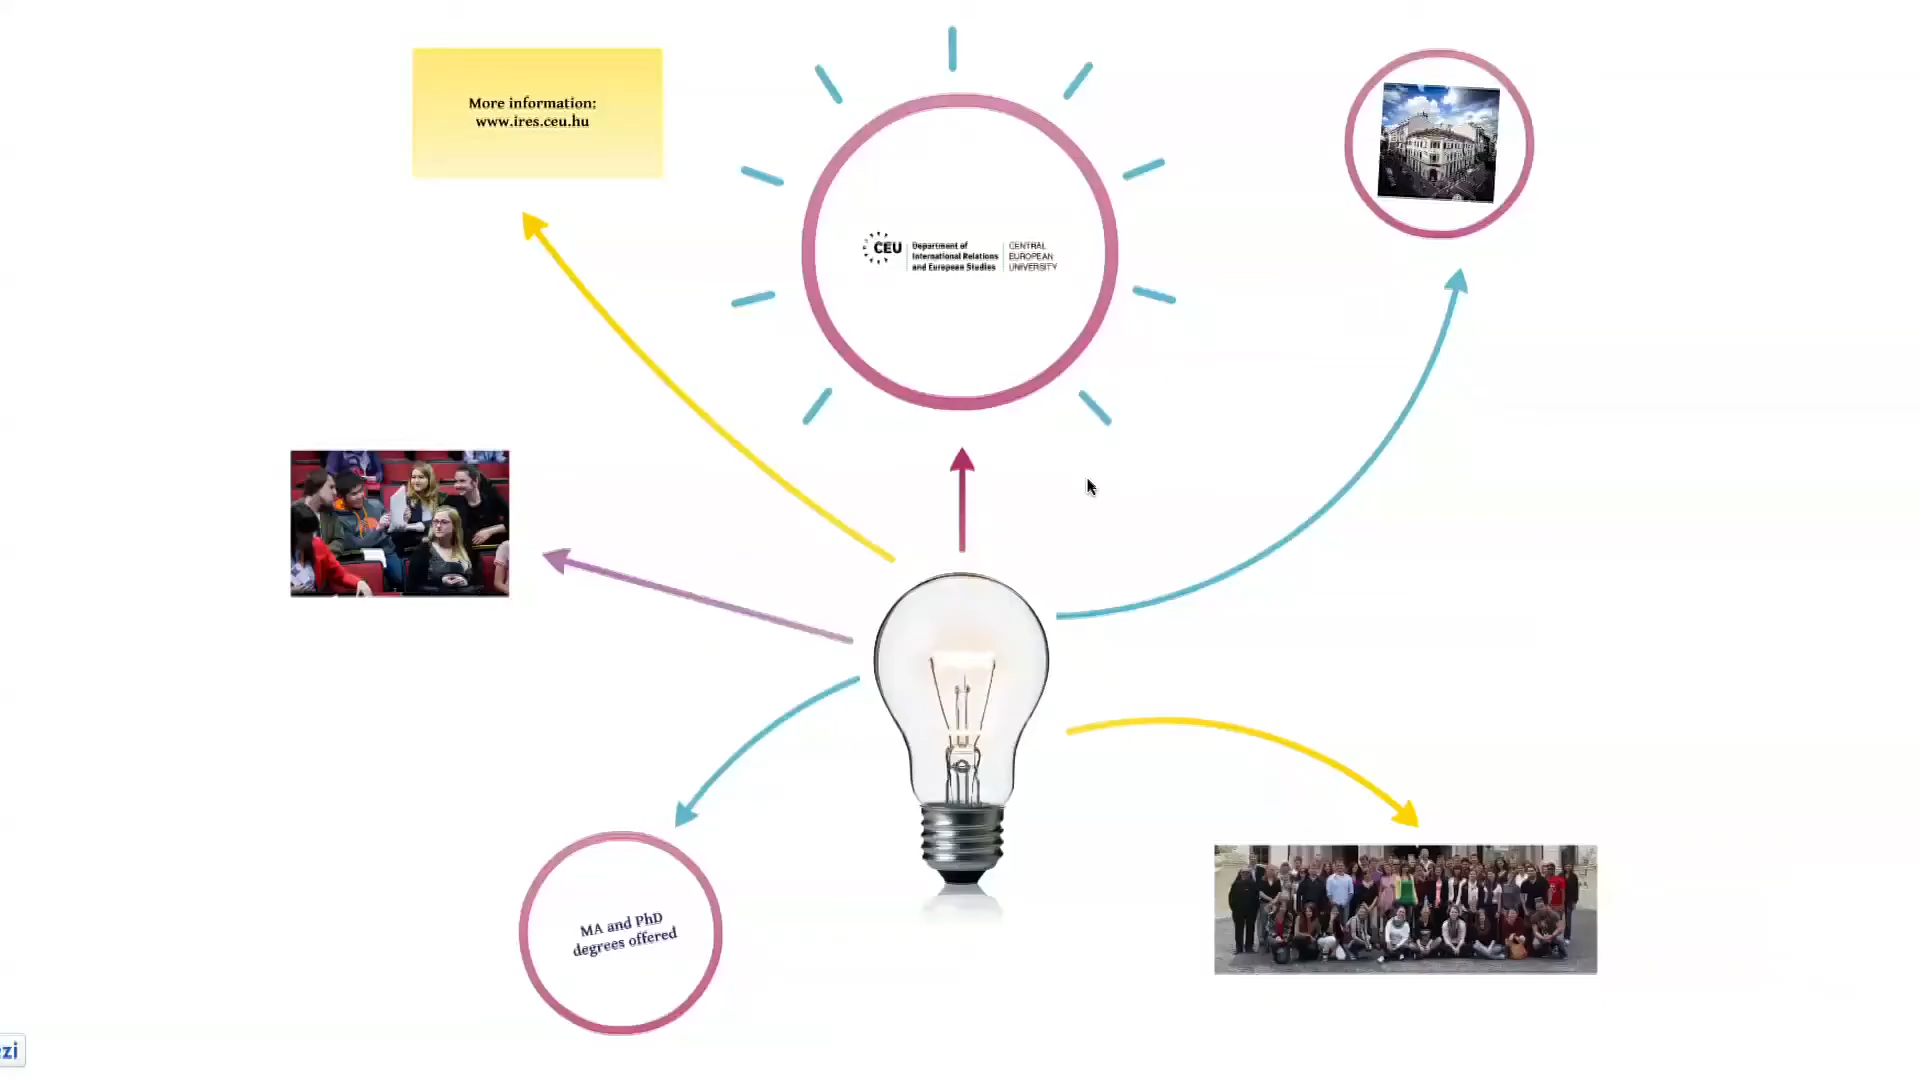 More information:
www.ires.ceu.hu
CEU
Department of
International Relations
and European Studies
CENTRAL
EUROPEAN
UNIVERSITY
MA and PhD
degrees offered
zi